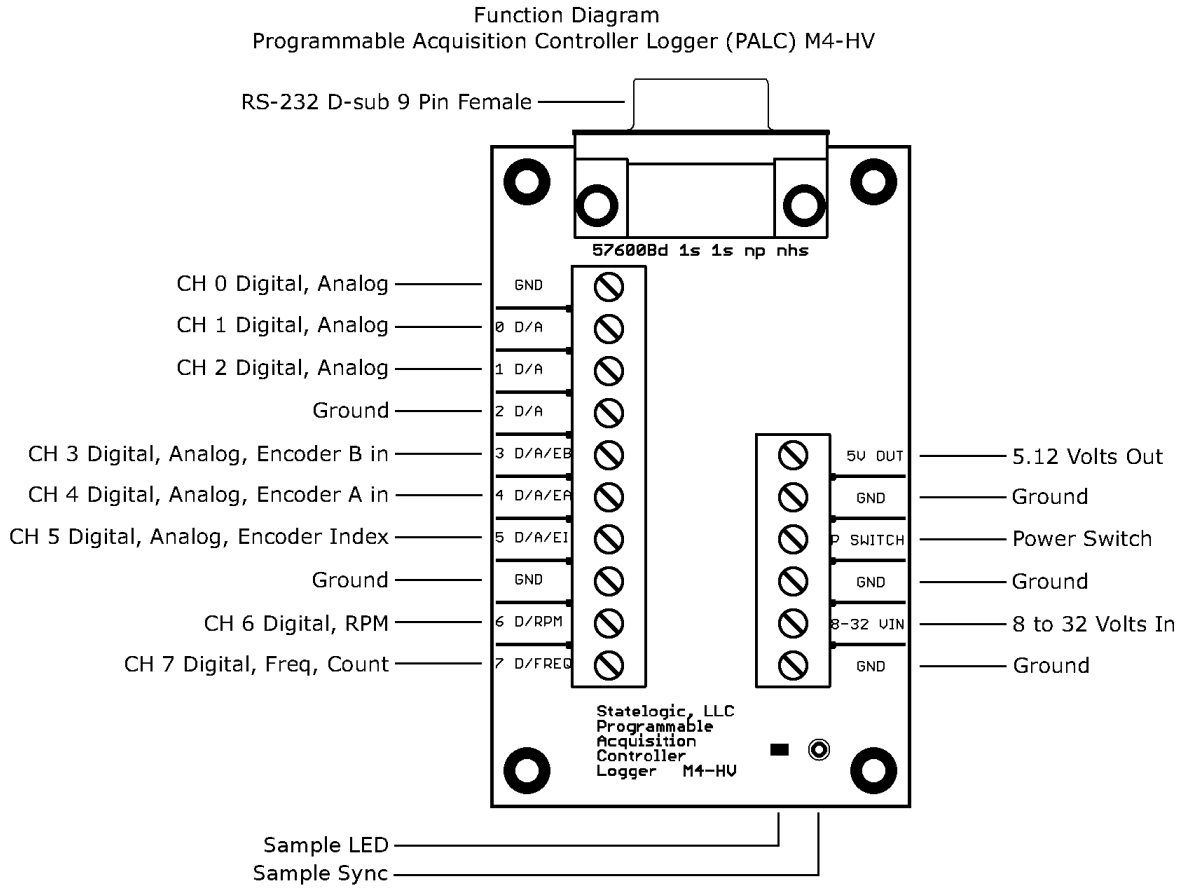 Function Diagram
Programmable Acquisition Controller Logger (PALC) M4-HV
RS-232 D-sub 9 Pin Female
57600Bd 1s 1s np nhs
CH 0 Digital, Analog
GND
CH 1 Digital, Analog
0 D/A
CH 2 Digital, Analog
1 D/A
Ground
2 D/A
CH 3 Digital, Analog, Encoder B in
3 D/A/EB
5V OUT
5.12 Volts Out
CH 4 Digital, Analog, Encoder A in
4 D/A/EA
GND
Ground
CH 5 Digital, Analog, Encoder Index
5 D/A/EI
P SWITCH
Power Switch
Ground
GND
GND
Ground
CH 6 Digital, RPM
6 D/RPM
8-32 VIN
8 to 32 Volts In
CH 7 Digital, Freq, Count
7 D/FREQ
GND
Ground
Statelogic, LLC
Programmable
Acquisition
Controller
Logger M4-HV
Sample LED
Sample Sync